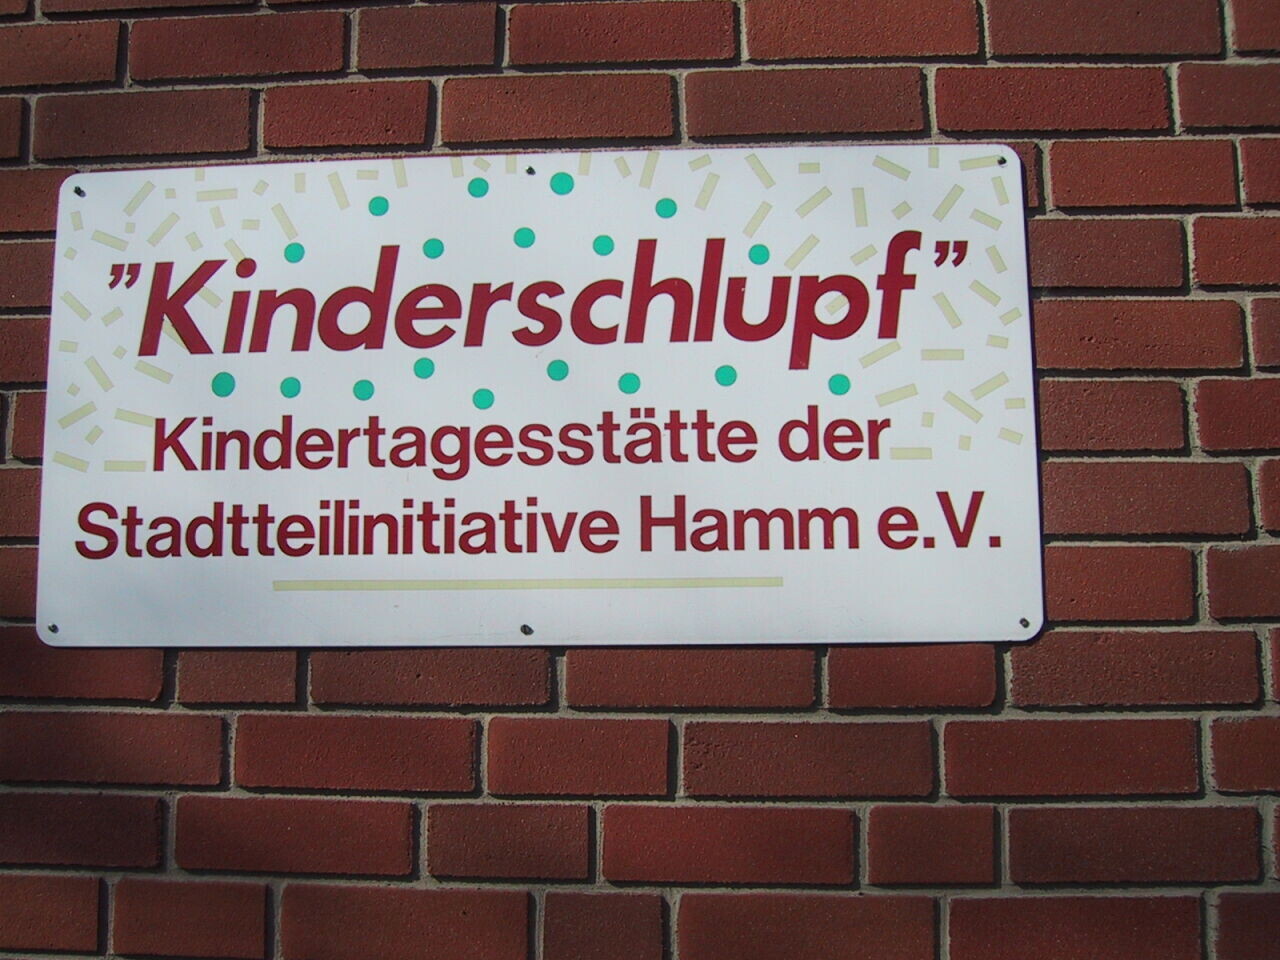 ”Kinderschlupf”
Kindertagesstätte der
Stadtteilinitiative Hamm e.V.